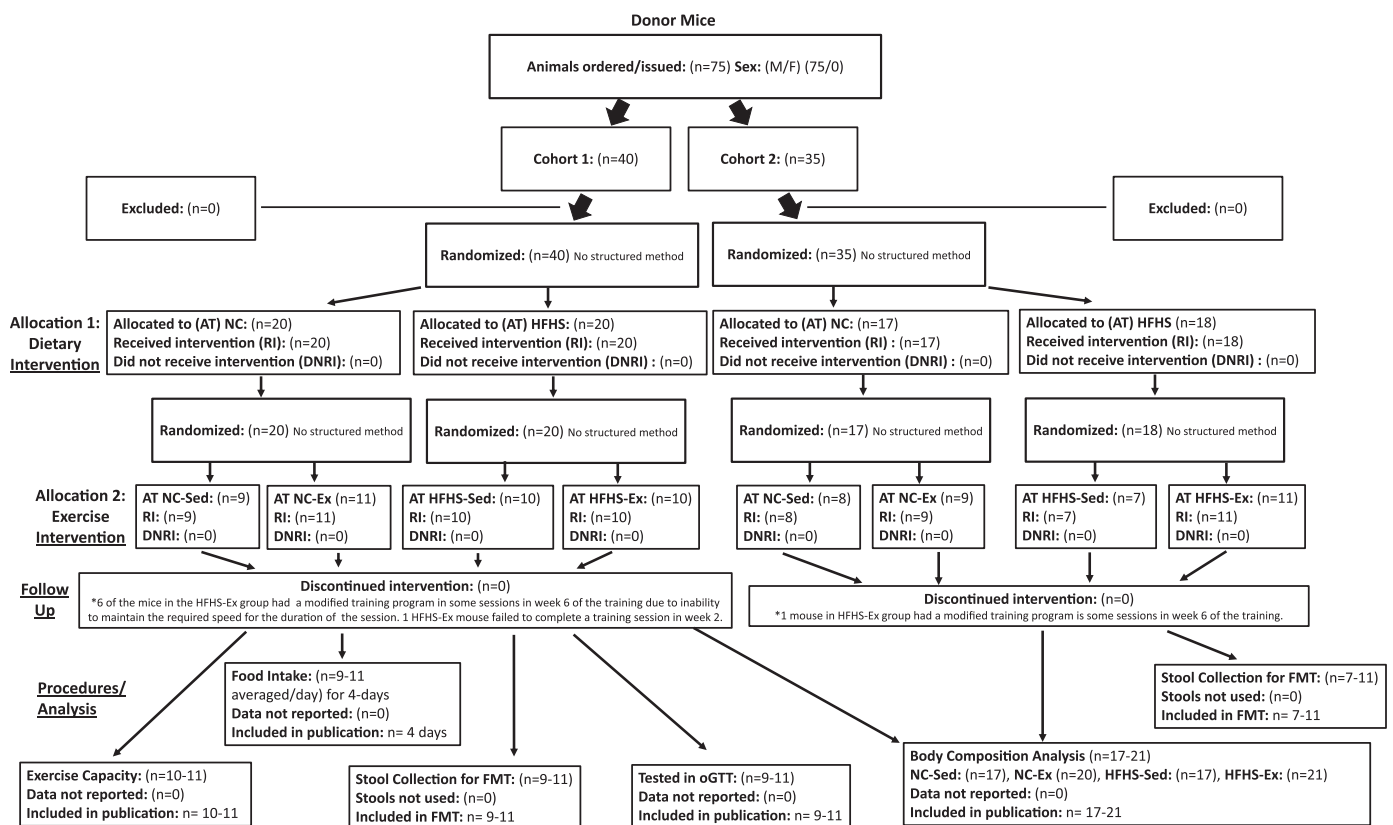 Donor Mice
Animals ordered/issued: (n=75) Sex: (M/F) (75/0)
Cohort 1: (n=40)
Cohort 2: (n=35)
Excluded: (n=0)
Excluded: (n=0)
Randomized: (n=40) No structured method
Randomized: (n=35) No structured method
Allocation 1:
Dietary
Intervention
Allocated to (AT) NC: (n=20)
Received intervention (RI): (n=20)
Did not receive intervention (DNRI): (n=0)
Allocated to (AT) HFHS: (n=20)
Received intervention (RI): (n=20)
Did not receive intervention (DNRI) : (n=0)
Allocated to (AT) NC: (n=17)
Received intervention (RI) : (n=17)
Did not receive intervention (DNRI) : (n=0)
Allocated to (AT) HFHS (n=18)
Received intervention (RI): (n=18)
Did not receive intervention (DNRI) : (n=0)
Randomized: (n=20) No structured method
Randomized: (n=20) No structured method
Randomized: (n=17) No structured method
Randomized: (n=18) No structured method
Allocation 2:
Exercise
Intervention
AT NC-Sed: (n=9)
RI: (n=9)
DNRI: (n=0)
AT NC-Ex (n=11)
RI: (n=11)
DNRI: (n=0)
AT HFHS-Sed: (n=10)
RI: (n=10)
DNRI: (n=0)
AT HFHS-Ex: (n=10)
RI: (n=10)
DNRI: (n=0)
AT NC-Sed: (n=8)
RI: (n=8)
DNRI: (n=0)
AT NC-Ex: (n=9)
RI: (n=9)
DNRI: (n=0)
AT HFHS-Sed: (n=7)
RI: (n=7)
DNRI: (n=0)
AT HFHS-Ex: (n=11)
RI: (n=11)
DNRI: (n=0)
Follow
Up
Discontinued intervention: (n=0)
*6 of the mice in the HFHS-Ex group had a modified training program in some sessions in week 6 of the training due to inability
to maintain the required speed for the duration of the session. 1 HFHS-Ex mouse failed to complete a training session in week 2.
Discontinued intervention: (n=0)
*1 mouse in HFHS-Ex group had a modified training program is some sessions in week 6 of the training.
Procedures/
Analysis
Food Intake: (n=9-11
averaged/day) for 4-days
Data not reported: (n=0)
Included in publication: n= 4 days
Stool Collection for FMT: (n=7-11)
Stools not used: (n=0)
Included in FMT: n= 7-11
Exercise Capacity: (n=10-11)
Data not reported: (n=0)
Included in publication: n= 10-11
Stool Collection for FMT: (n=9-11)
Stools not used: (n=0)
Included in FMT: n= 9-11
Tested in oGTT: (n=9-11)
Data not reported: (n=0)
Included in publication: n= 9-11
Body Composition Analysis (n=17-21)
NC-Sed: (n=17), NC-Ex (n=20), HFHS-Sed: (n=17), HFHS-Ex: (n=21)
Data not reported: (n=0)
Included in publication: n= 17-21